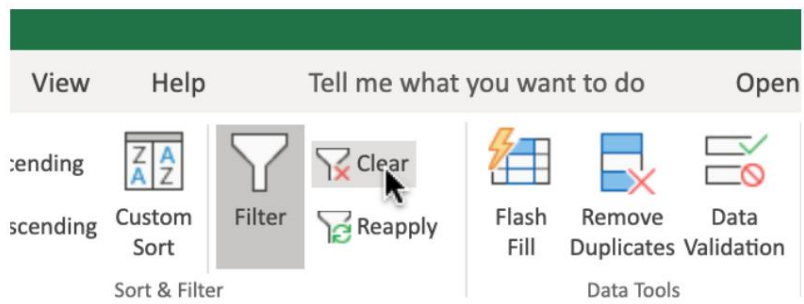 View Help Tell me what you want to do Open
cending
scending
Custom
Sort
Filter
Clear
Reapply
Sort & Filter
Flash
Fill
Remove
Duplicates
Data
Validation
Data Tools